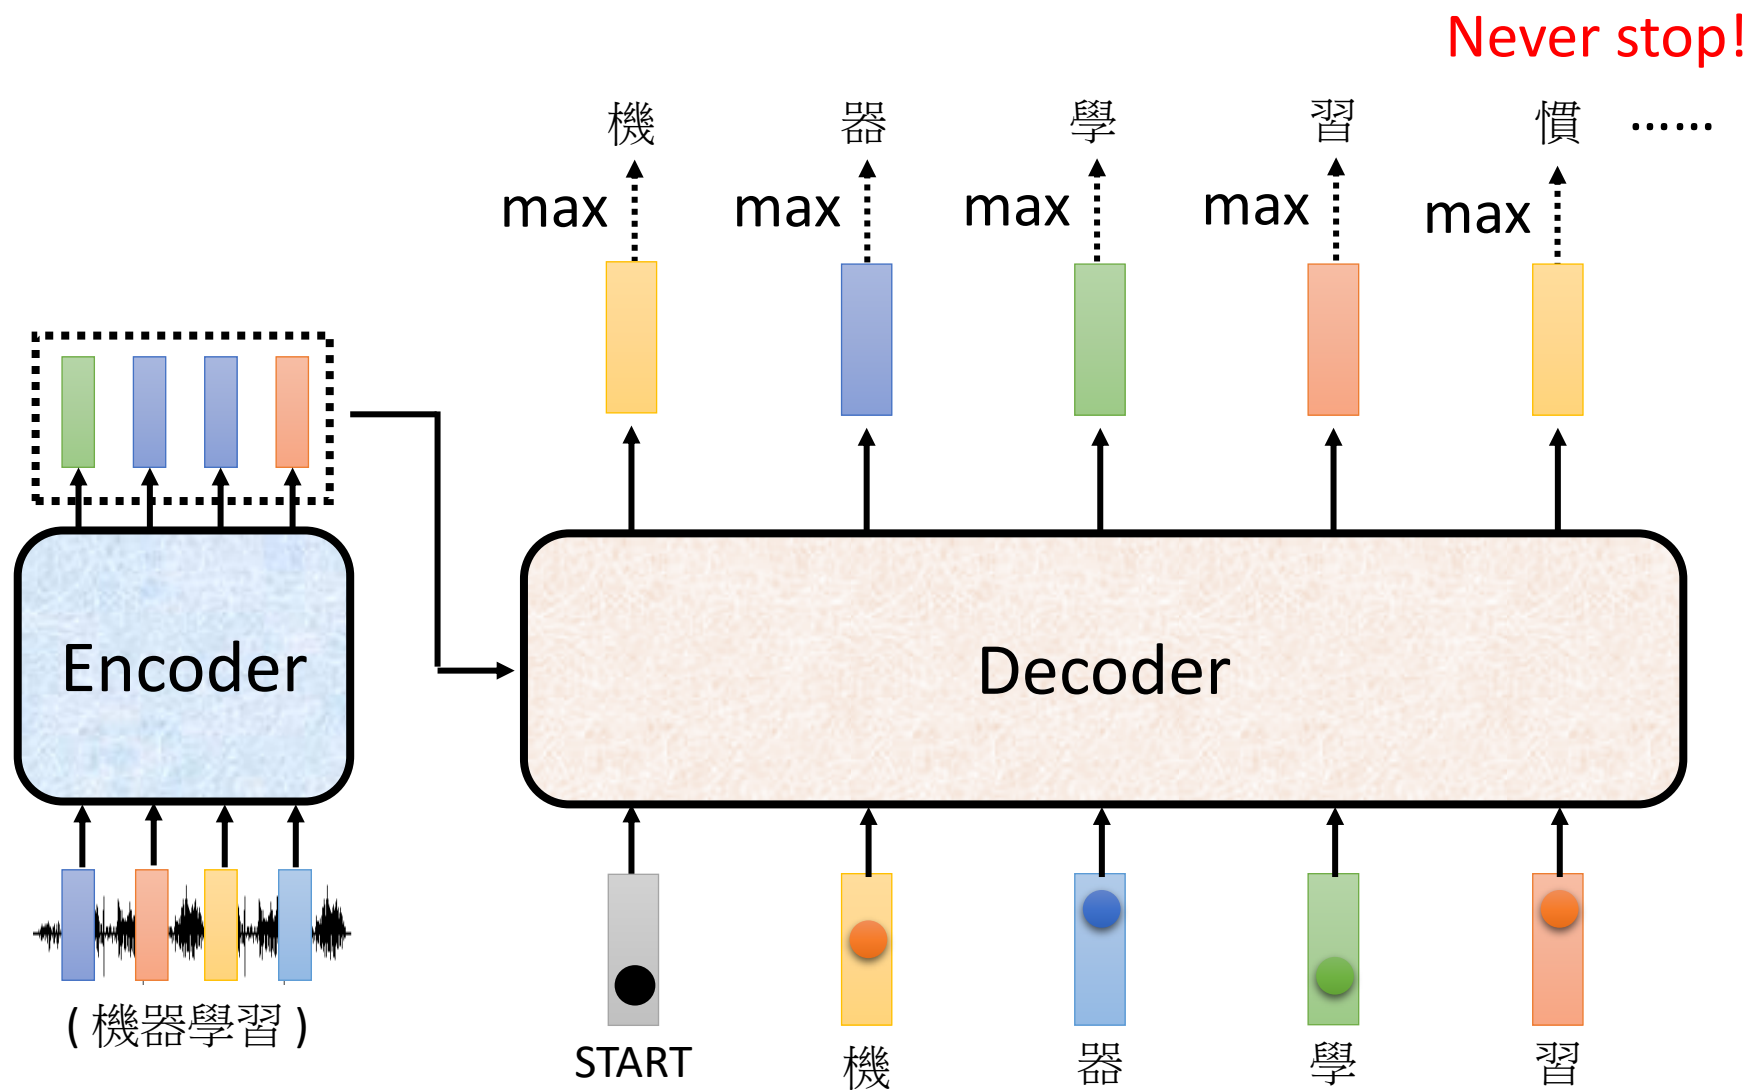 Never stop!
機 器 學 習 慣 ……
max max max max max
Encoder
Decoder
( 機器學習 )
START 機 器 學 習